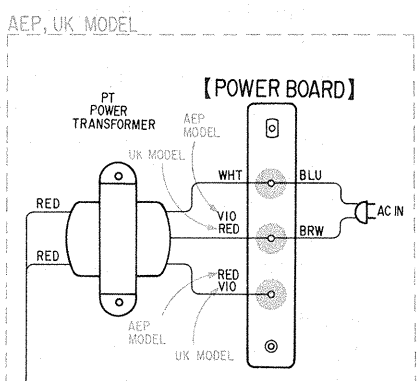 AEP, UK MODEL
【POWER BOARD】
PT
POWER
TRANSFORMER
AEP
MODEL
UK MODEL
RED
WHT
BLU
VIO
RED
BRW
AC IN
RED
RED
VIO
AEP
MODEL
UK MODEL